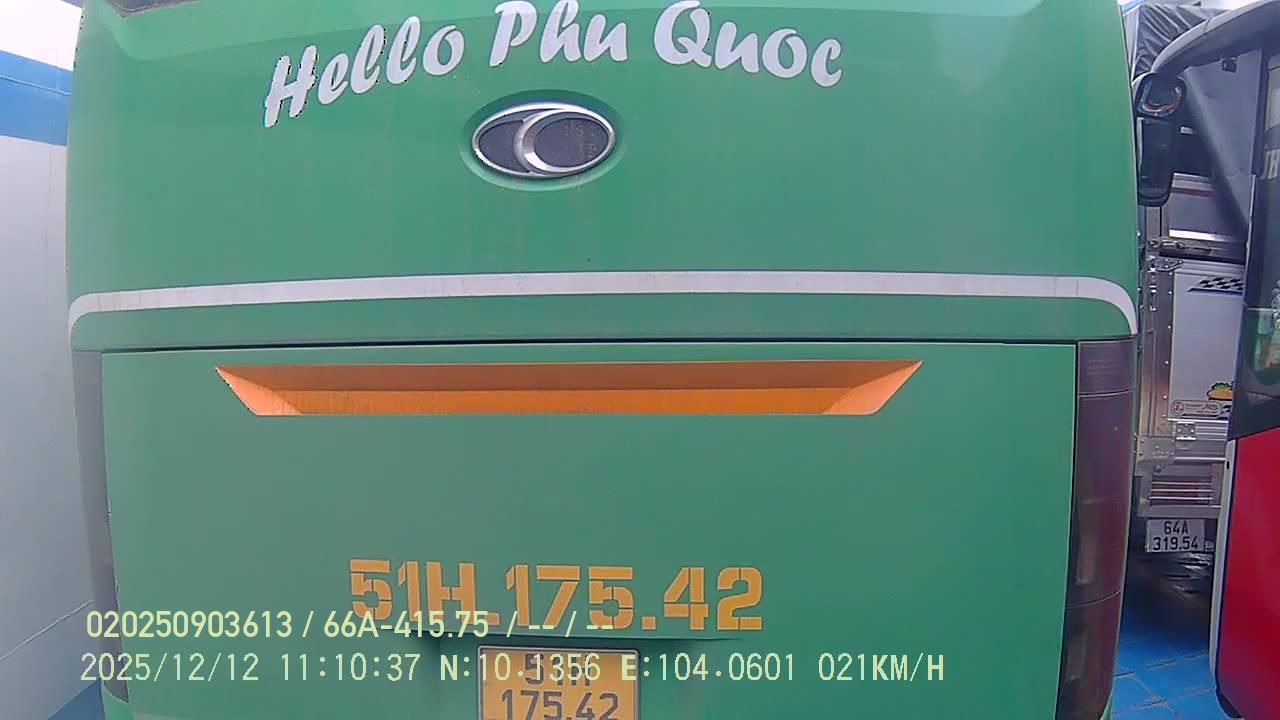 Hello Phu Quoc
64A
319.54
51H.175.42
020250903613 / 66A-415.75 / -- / --
2025/12/12 11:10:37 N:10.1356 E:104.0601 021KM/H
51H
175.42